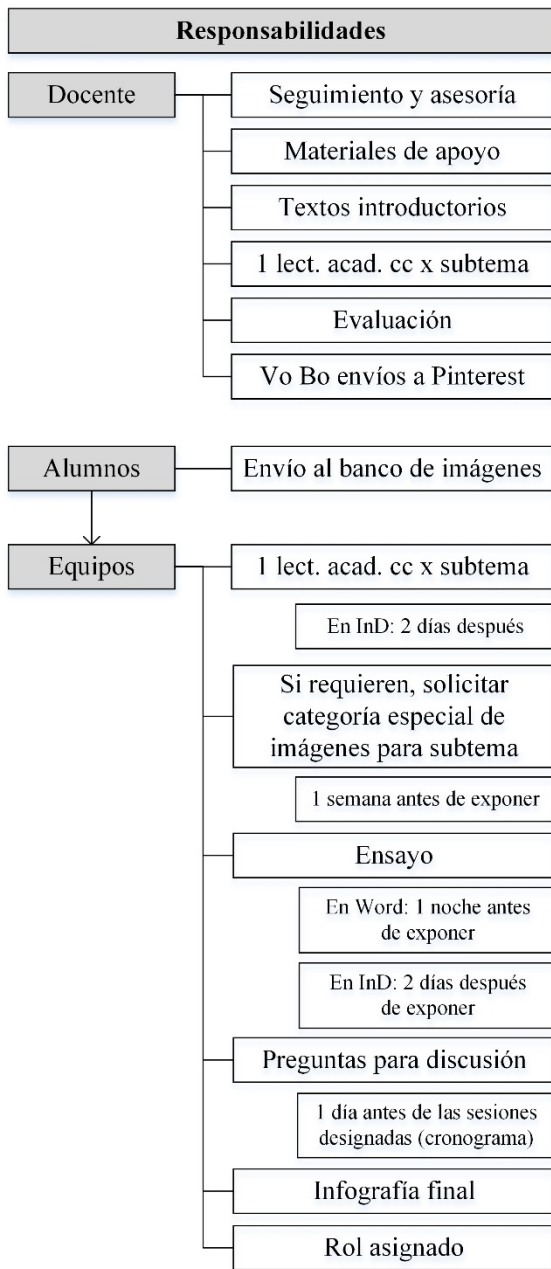 Responsabilidades
Docente
Seguimiento y asesoría
Materiales de apoyo
Textos introductorios
1 lect. acad. cc x subtema
Evaluación
Vo Bo envíos a Pinterest
Alumnos
Envío al banco de imágenes
Equipos
1 lect. acad. cc x subtema
En InD: 2 días después
Si requieren, solicitar
categoría especial de
imágenes para subtema
1 semana antes de exponer
Ensayo
En Word: 1 noche antes
de exponer
En InD: 2 días después
de exponer
Preguntas para discusión
1 día antes de las sesiones
designadas (cronograma)
Infografía final
Rol asignado